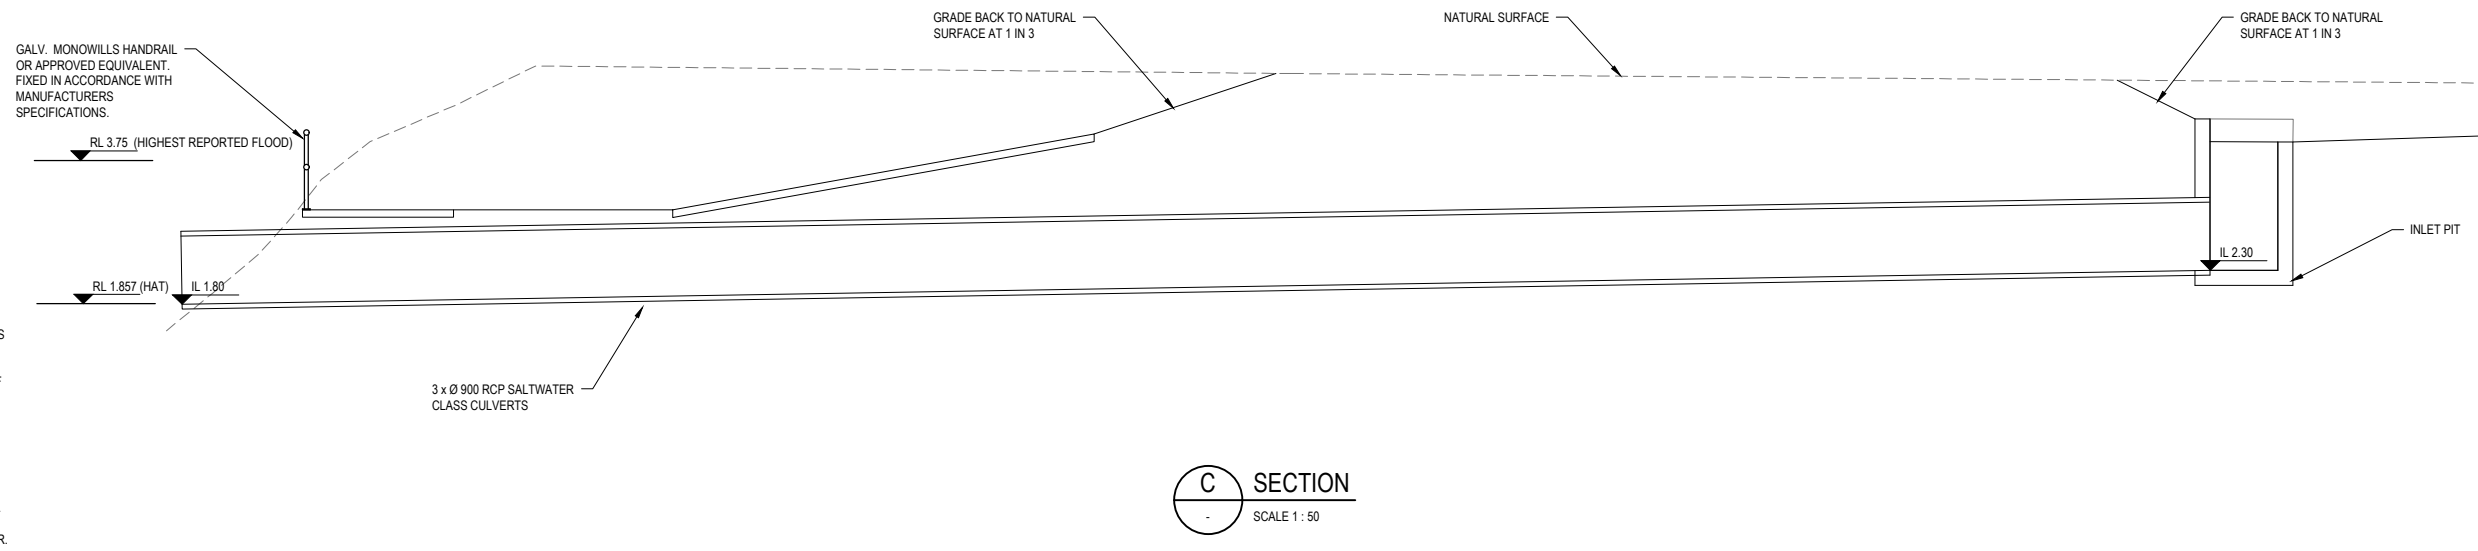 GRADE BACK TO NATURAL
SURFACE AT 1 IN 3
NATURAL SURFACE
GRADE BACK TO NATURAL
SURFACE AT 1 IN 3
GALV. MONOWILLS HANDRAIL
OR APPROVED EQUIVALENT.
FIXED IN ACCORDANCE WITH
MANUFACTURERS
SPECIFICATIONS.
RL 3.75 (HIGHEST REPORTED FLOOD)
INLET PIT
IL 2.30
RL 1.857 (HAT)
IL 1.80
S
3 x Ø 900 RCP SALTWATER
CLASS CULVERTS
C
SECTION
-
SCALE 1 : 50
R.